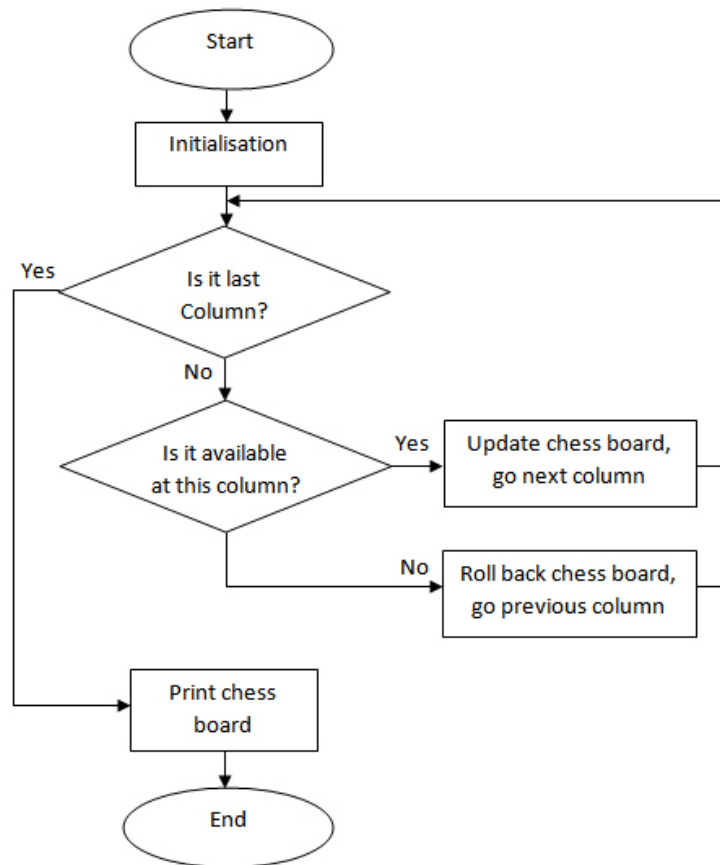 Start
Initialisation
Yes
Is it last
Column?
No
Is it available
at this column?
Yes
Update chess board,
go next column
No
Roll back chess board,
go previous column
Print chess
board
End